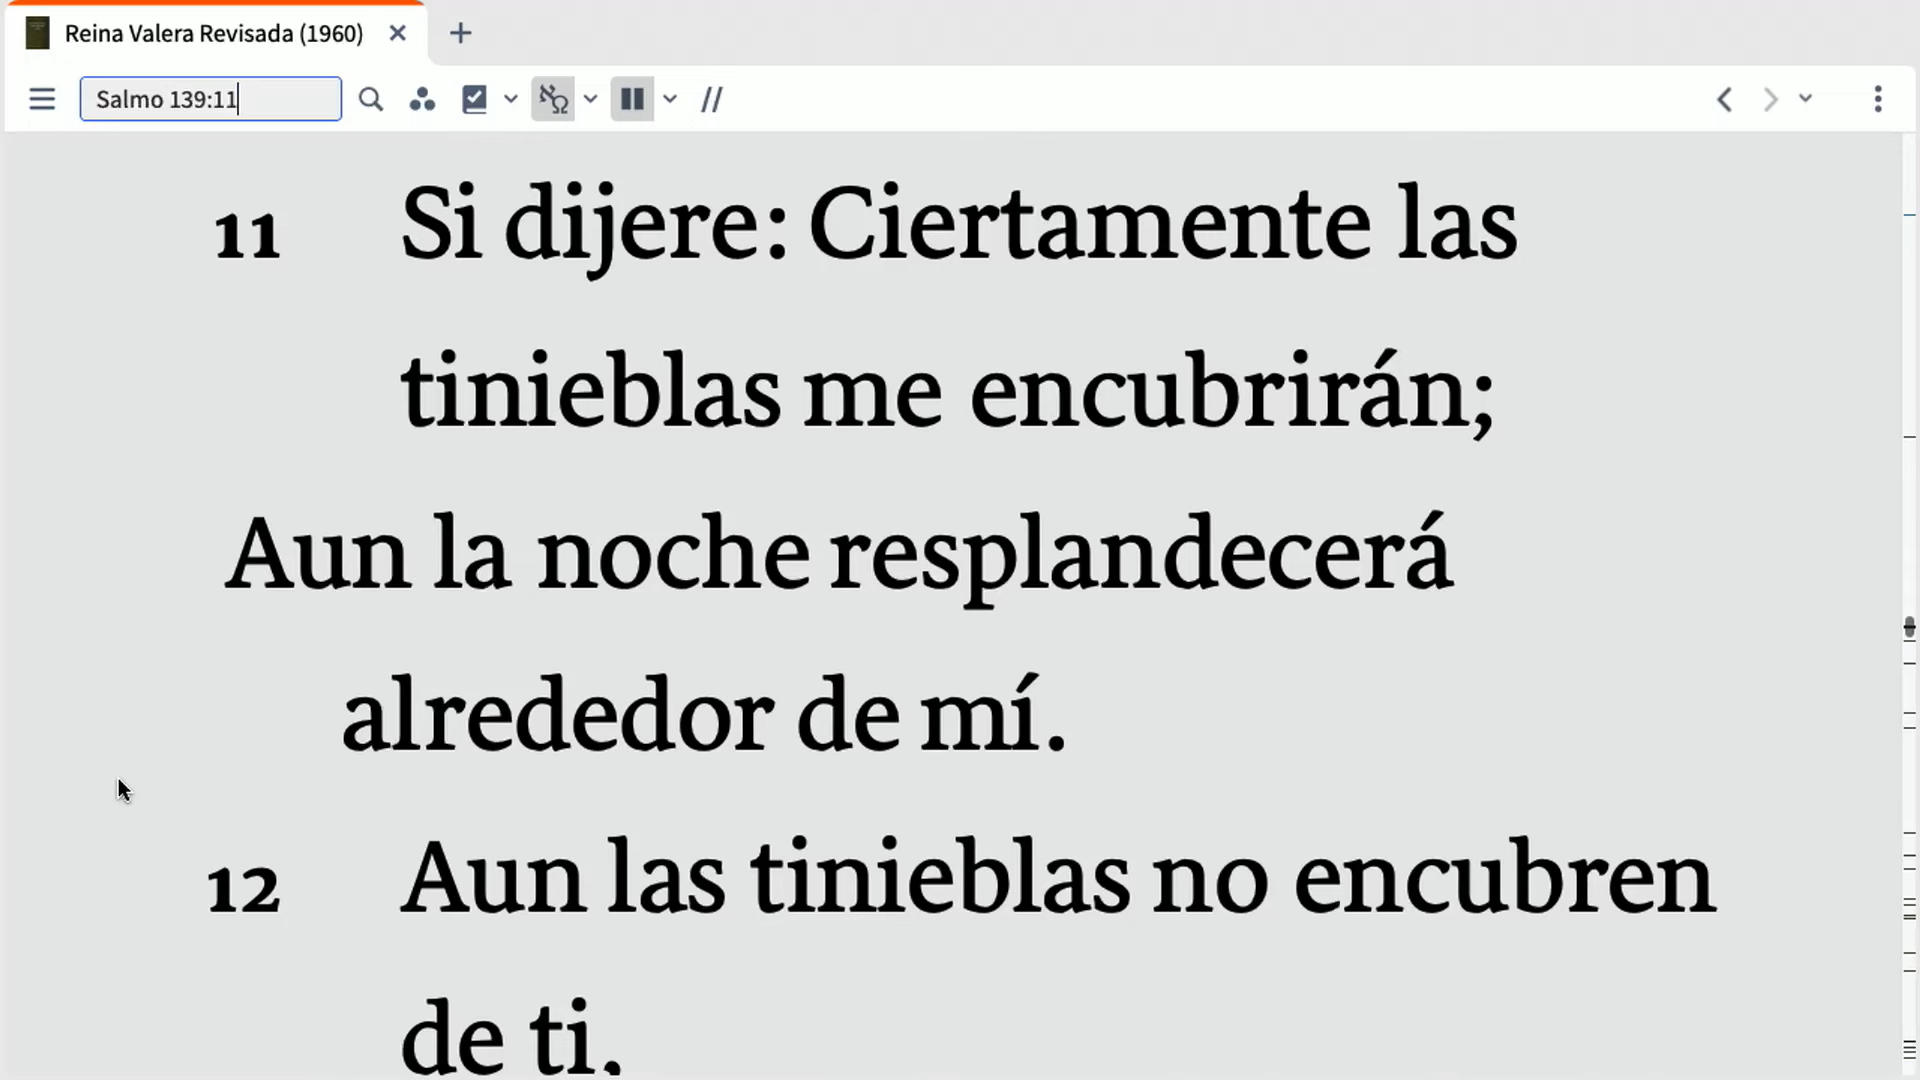 Reina Valera Revisada (1960)
Salmo 139:11
11 Si dijere: Ciertamente las
tinieblas me encubrirán;
Aun la noche resplandecerá
alrededor de mí.
12 Aun las tinieblas no encubren
de ti,